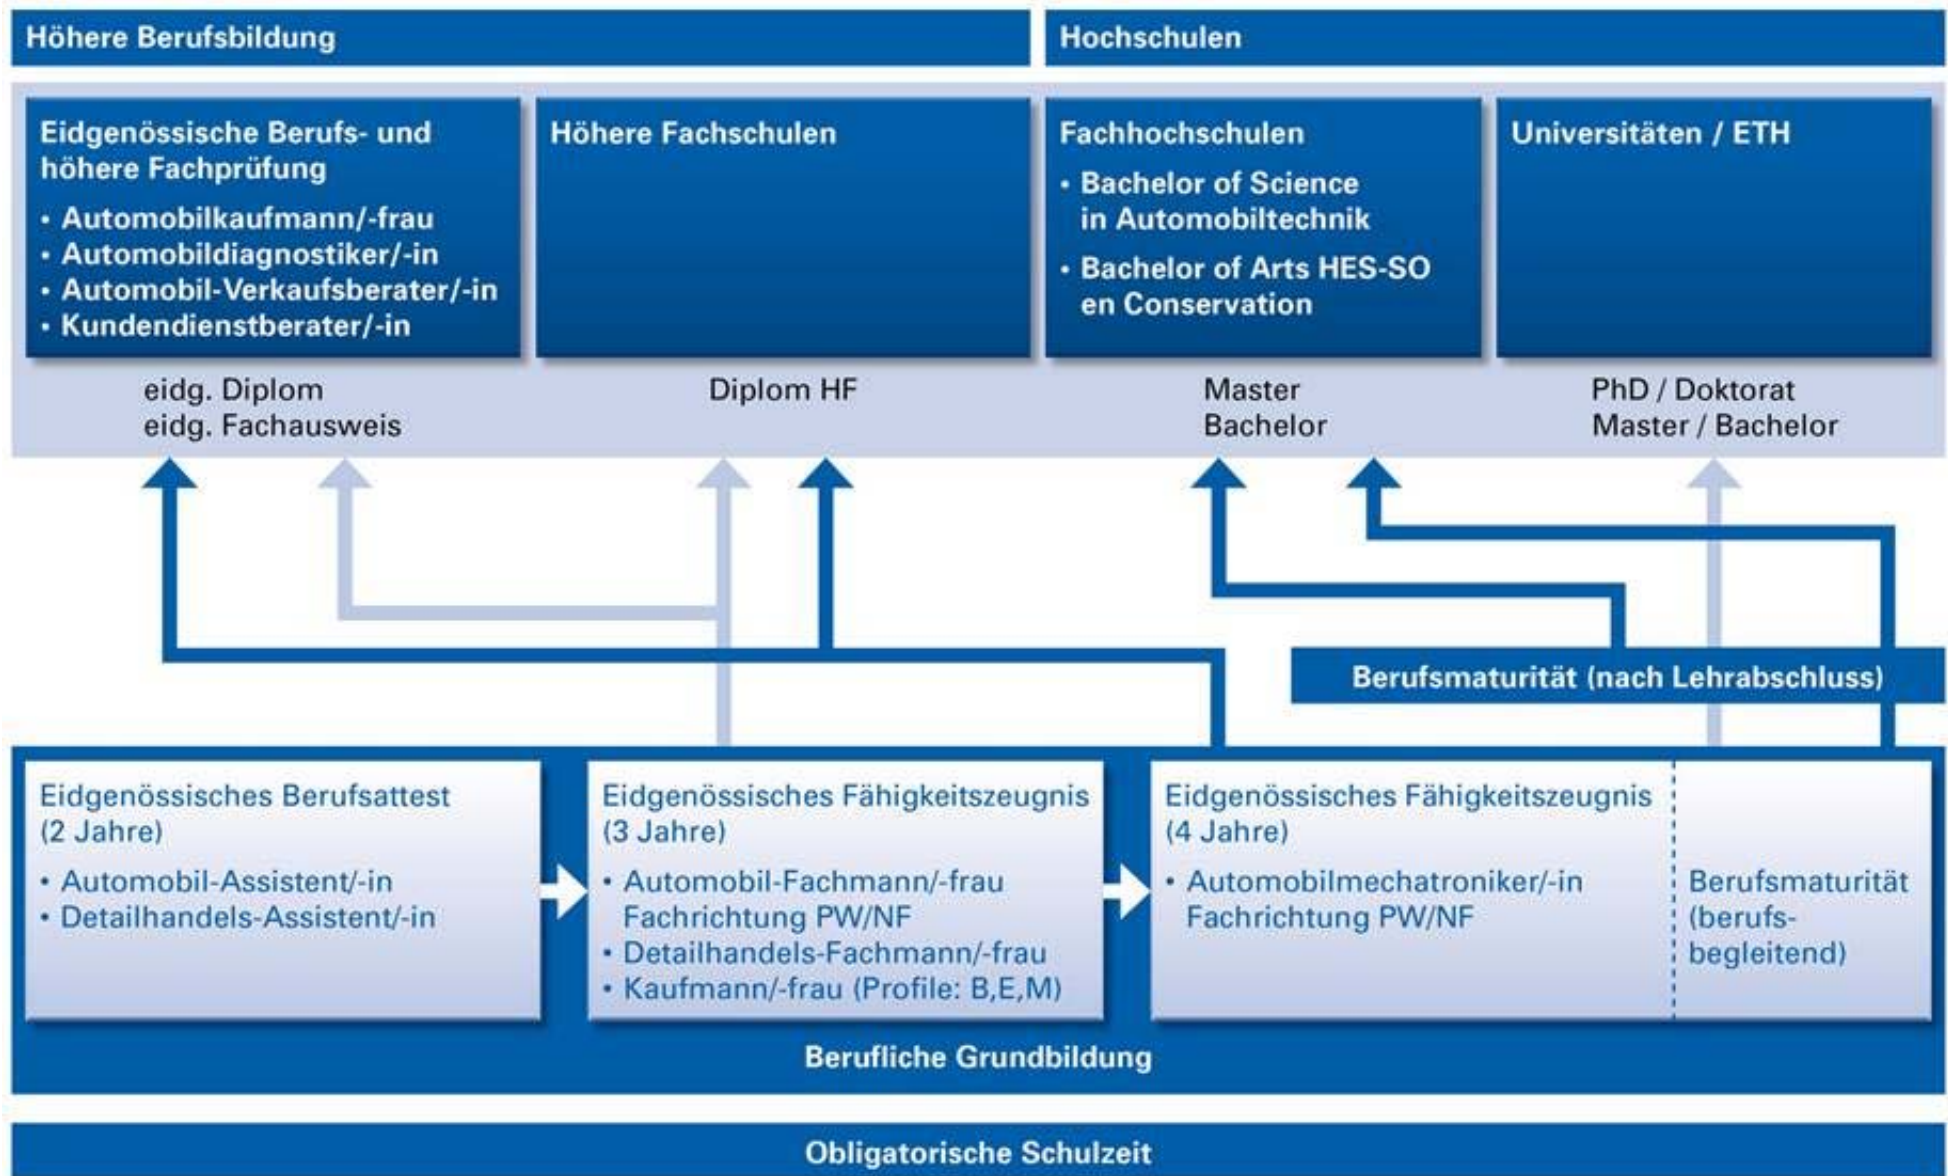 Höhere Berufsbildung
Hochschulen
Eidgenössische Berufs- und
höhere Fachprüfung
• Automobilkaufmann/-frau
• Automobildiagnostiker/-in
• Automobil-Verkaufsberater/-in
• Kundendienstberater/-in
Höhere Fachschulen
Fachhochschulen
• Bachelor of Science
in Automobiltechnik
• Bachelor of Arts HES-SO
en Conservation
Universitäten / ETH
eidg. Diplom
eidg. Fachausweis
Diplom HF
Master
Bachelor
PhD / Doktorat
Master / Bachelor
Berufsmaturität (nach Lehrabschluss)
Eidgenössisches Berufsattest
(2 Jahre)
• Automobil-Assistent/-in
• Detailhandels-Assistent/-in
Eidgenössisches Fähigkeitszeugnis
(3 Jahre)
• Automobil-Fachmann/-frau
Fachrichtung PW/NF
• Detailhandels-Fachmann/-frau
• Kaufmann/-frau (Profile: B,E,M)
Eidgenössisches Fähigkeitszeugnis
(4 Jahre)
• Automobilmechatroniker/-in
Fachrichtung PW/NF
Berufsmaturität
(berufs-
begleitend)
Berufliche Grundbildung
Obligatorische Schulzeit